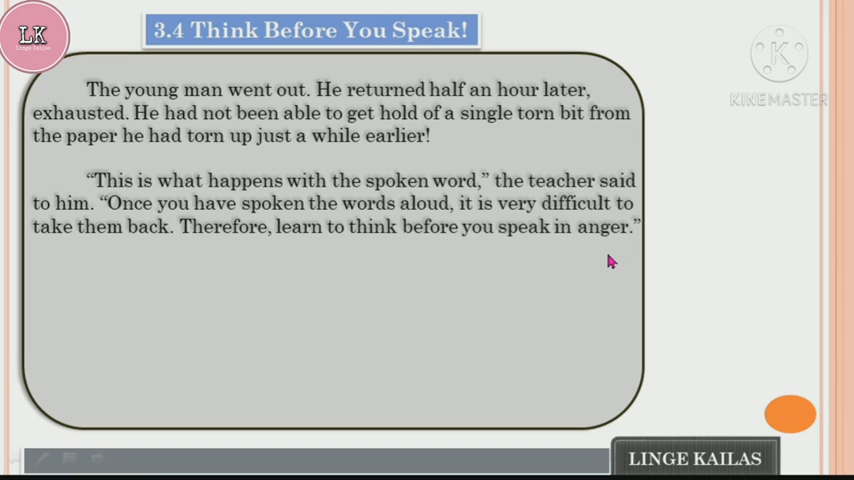 LK
Linge Kailas
3.4 Think Before You Speak!
KINEMASTER
The young man went out. He returned half an hour later,
exhausted. He had not been able to get hold of a single torn bit from
the paper he had torn up just a while earlier!
“This is what happens with the spoken word,” the teacher said
to him. “Once you have spoken the words aloud, it is very difficult to
take them back. Therefore, learn to think before you speak in anger.”
LINGE KAILAS